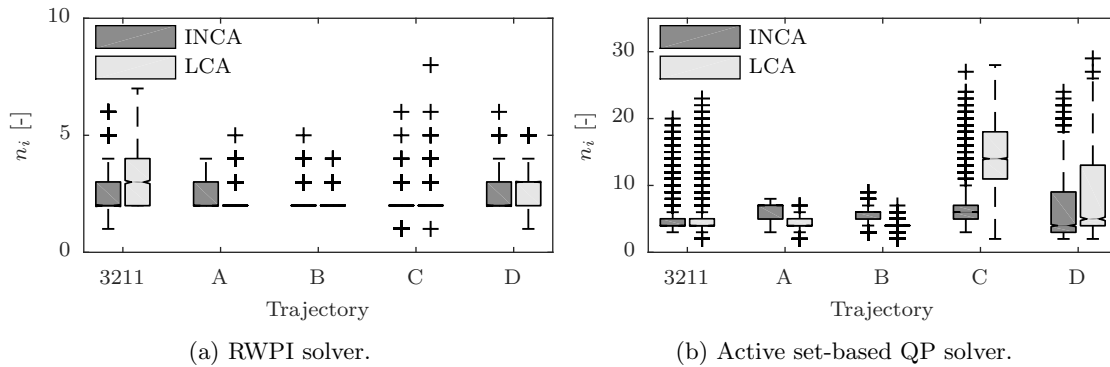 10
5
0
n_i [-]
INCA
LCA
3211 A B C D
Trajectory
(a) RWPI solver.
30
20
10
0
n_i [-]
INCA
LCA
3211 A B C D
Trajectory
(b) Active set-based QP solver.